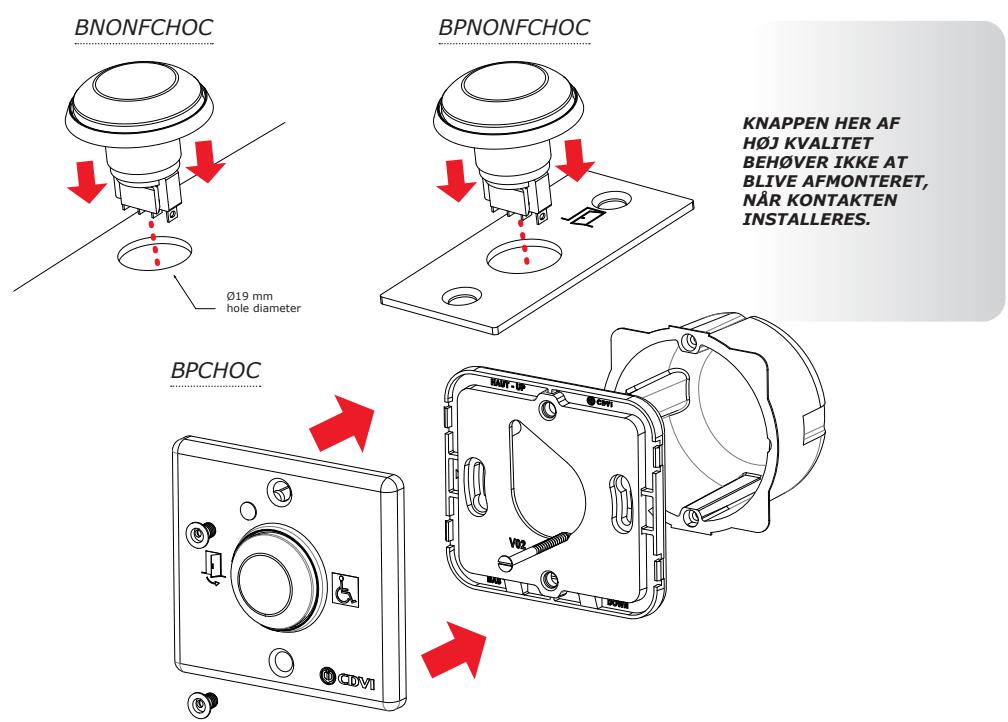 BNONFCHOC
BPNONFCHOC
KNAPPEN HER AF
HØJ KVALITET
BEHØVER IKKE AT
BLIVE AFMONTERET,
NÅR KONTAKTEN
INSTALLERES.
Ø19 mm
hole diameter
BPCHOC
HAUT - UP
CDVI
V02
BAS
DOWN
CDVI